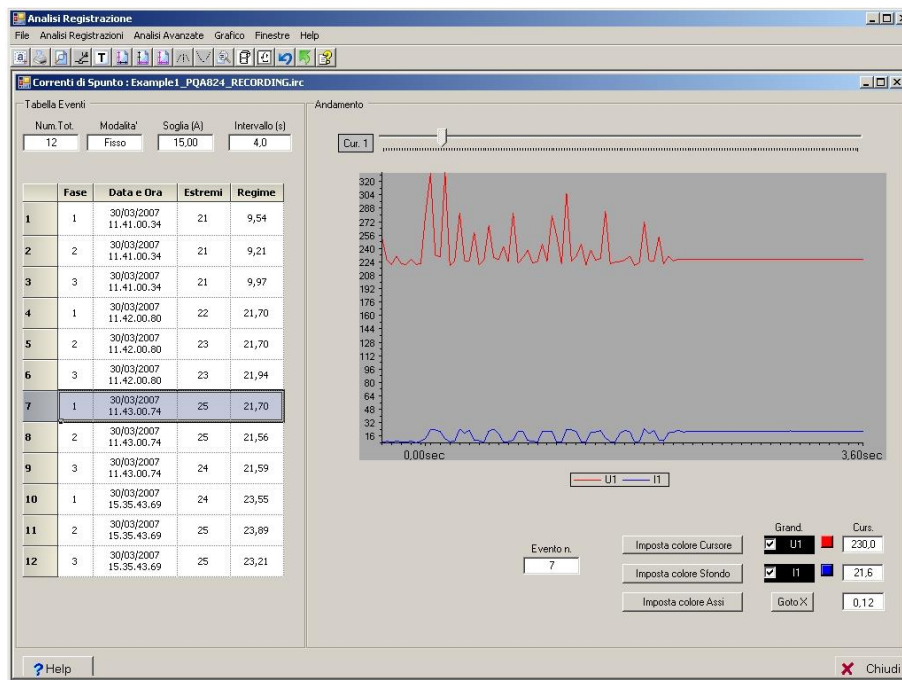 Analisi Registrazione
File Analisi Registrazioni Analisi Avanzate Grafico Finestre Help
Correnti di Spunto : Example1_PQA824_RECORDING.irc
Tabella Eventi
Num.Tot. Modalita' Soglia (A) Intervallo (s)
12 Fisso 15,00 4,0
Fase Data e Ora Estremi Regime
1 1 30/03/2007 11.41.00.34 21 9,54
2 2 30/03/2007 11.41.00.34 21 9,21
3 3 30/03/2007 11.41.00.34 21 9,97
4 1 30/03/2007 11.42.00.80 22 21,70
5 2 30/03/2007 11.42.00.80 23 21,70
6 3 30/03/2007 11.42.00.80 23 21,94
7 1 30/03/2007 11.43.00.74 25 21,70
8 2 30/03/2007 11.43.00.74 25 21,56
9 3 30/03/2007 11.43.00.74 24 21,59
10 1 30/03/2007 15.35.43.69 24 23,55
11 2 30/03/2007 15.35.43.69 25 23,89
12 3 30/03/2007 15.35.43.69 25 23,21
Andamento
Cur. 1
320
304
288
272
256
240
224
208
192
176
160
144
128
112
96
80
64
48
32
16
0,00sec 3,60sec
U1 I1
Evento n.
7
Imposta colore Cursore
Imposta colore Sfondo
Imposta colore Assi
Grand. Curs.
U1 230,0
I1 21,6
Goto X 0,12
? Help
Chiudi